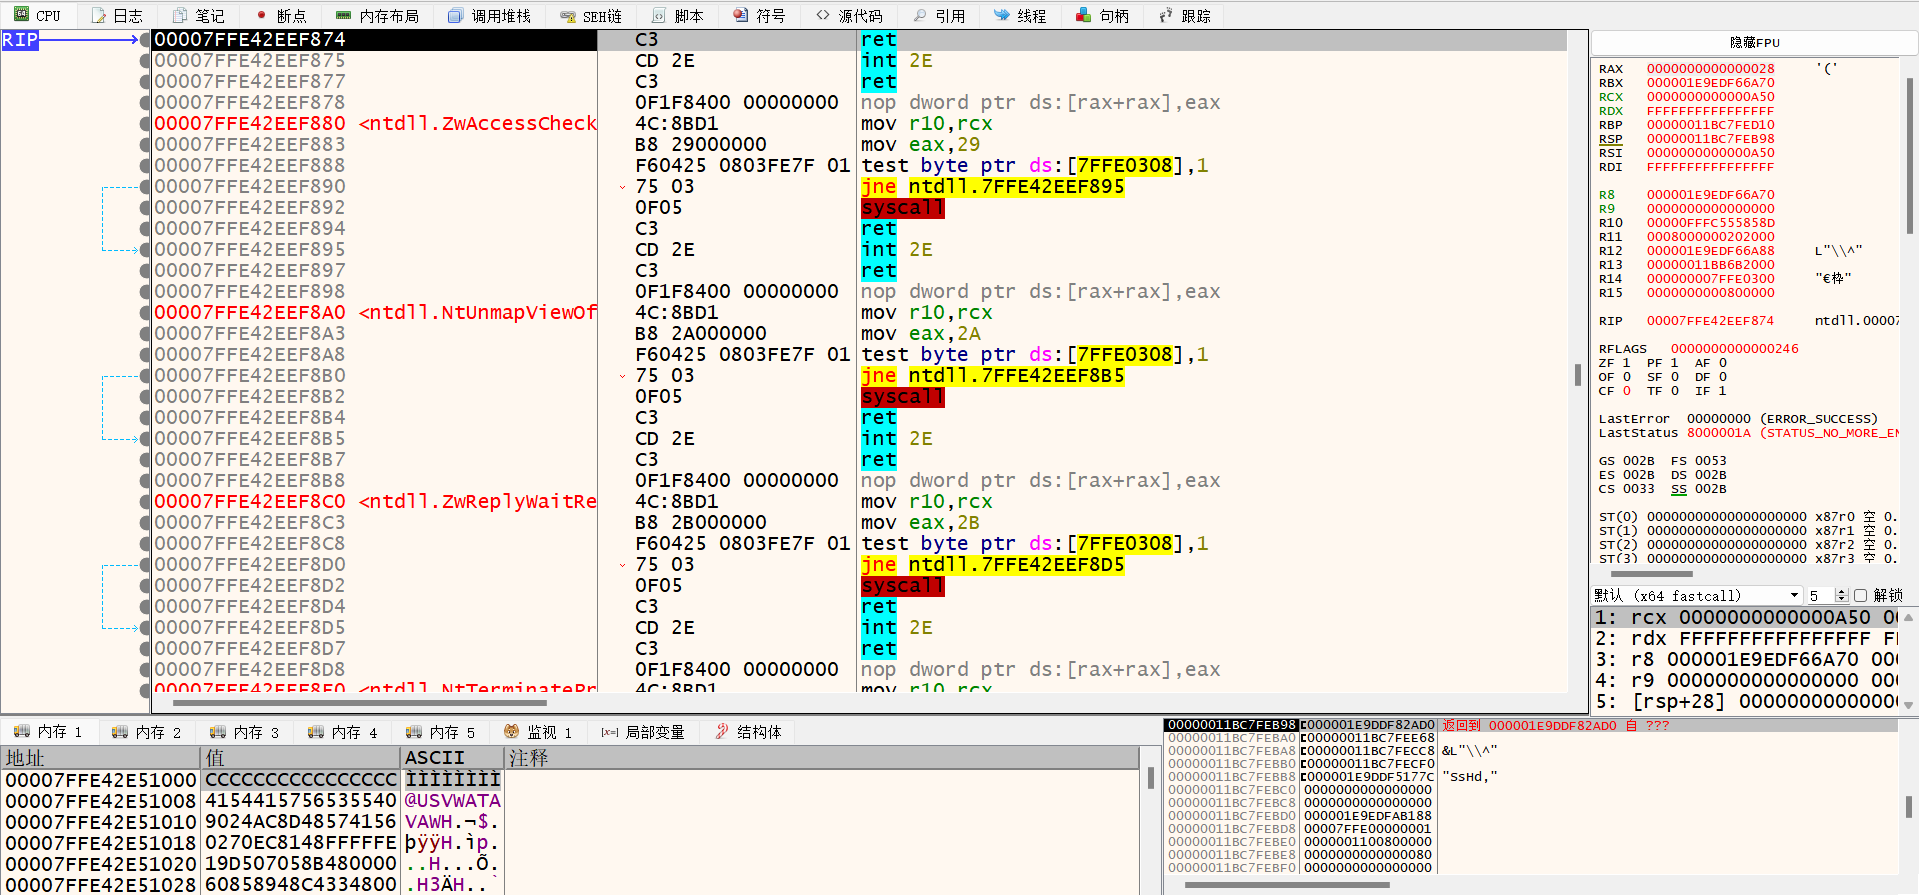 CPU 日志 笔记 断点 内存布局 调用堆栈 SEH链 脚本 符号 源代码 引用 线程 句柄 跟踪
RIP
00007FFE42EEF874 C3 ret
00007FFE42EEF875 CD 2E int 2E
00007FFE42EEF877 C3 ret
00007FFE42EEF878 0F1F8400 00000000 nop dword ptr ds:[rax+rax],eax
00007FFE42EEF880 <ntdll.ZwAccessCheck 4C:8BD1 mov r10,rcx
00007FFE42EEF883 B8 29000000 mov eax,29
00007FFE42EEF888 F60425 0803FE7F 01 test byte ptr ds:[7FFE0308],1
00007FFE42EEF890 75 03 jne ntdll.7FFE42EEF895
00007FFE42EEF892 0F05 syscall
00007FFE42EEF894 C3 ret
00007FFE42EEF895 CD 2E int 2E
00007FFE42EEF897 C3 ret
00007FFE42EEF898 0F1F8400 00000000 nop dword ptr ds:[rax+rax],eax
00007FFE42EEF8A0 <ntdll.NtUnmapViewOf 4C:8BD1 mov r10,rcx
00007FFE42EEF8A3 B8 2A000000 mov eax,2A
00007FFE42EEF8A8 F60425 0803FE7F 01 test byte ptr ds:[7FFE0308],1
00007FFE42EEF8B0 75 03 jne ntdll.7FFE42EEF8B5
00007FFE42EEF8B2 0F05 syscall
00007FFE42EEF8B4 C3 ret
00007FFE42EEF8B5 CD 2E int 2E
00007FFE42EEF8B7 C3 ret
00007FFE42EEF8B8 0F1F8400 00000000 nop dword ptr ds:[rax+rax],eax
00007FFE42EEF8C0 <ntdll.ZwReplyWaitRe 4C:8BD1 mov r10,rcx
00007FFE42EEF8C3 B8 2B000000 mov eax,2B
00007FFE42EEF8C8 F60425 0803FE7F 01 test byte ptr ds:[7FFE0308],1
00007FFE42EEF8D0 75 03 jne ntdll.7FFE42EEF8D5
00007FFE42EEF8D2 0F05 syscall
00007FFE42EEF8D4 C3 ret
00007FFE42EEF8D5 CD 2E int 2E
00007FFE42EEF8D7 C3 ret
00007FFE42EEF8D8 0F1F8400 00000000 nop dword ptr ds:[rax+rax],eax
00007FFE42EEF8E0 <ntdll.NtTerminatePr 4C:8BD1 mov r10,rcx
隐藏FPU
RAX 0000000000000028 '('
RBX 000001E9EDF66A70
RCX 0000000000000A50
RDX FFFFFFFFFFFFFFFF
RBP 00000011BC7FED10
RSP 00000011BC7FEB98
RSI 0000000000000A50
RDI FFFFFFFFFFFFFFFF
R8 000001E9EDF66A70
R9 0000000000000000
R10 00000FFFC555858D
R11 0008000000202000
R12 000001E9EDF66A88 L"\\^"
R13 00000011BB6B2000
R14 000000007FFE0300 "€枠"
R15 0000000000800000
RIP 00007FFE42EEF874 ntdll.00007
RFLAGS 0000000000000246
ZF 1 PF 1 AF 0
OF 0 SF 0 DF 0
CF 0 TF 0 IF 1
LastError 00000000 (ERROR_SUCCESS)
LastStatus 8000001A (STATUS_NO_MORE_EN
GS 002B FS 0053
ES 002B DS 002B
CS 0033 SS 002B
ST(0) 00000000000000000000 x87r0 空 0.
ST(1) 00000000000000000000 x87r1 空 0.
ST(2) 00000000000000000000 x87r2 空 0.
ST(3) 00000000000000000000 x87r3 空 0.
默认 (x64 fastcall) 5 解锁
1: rcx 0000000000000A50 00
2: rdx FFFFFFFFFFFFFFFF FF
3: r8 000001E9EDF66A70 000
4: r9 0000000000000000 000
5: [rsp+28] 00000000000000
内存 1 内存 2 内存 3 内存 4 内存 5 监视 1 [x=] 局部变量 结构体
地址 值 ASCII 注释
00007FFE42E51000 CCCCCCCCCCCCCCCC ÌÌÌÌÌÌÌÌ
00007FFE42E51008 4154415756535540 @USVWATA
00007FFE42E51010 9024AC8D48574156 VAWH.¬$.
00007FFE42E51018 0270EC8148FFFFFE þÿÿH.ìp.
00007FFE42E51020 19D507058B480000 ..H...Õ.
00007FFE42E51028 60858948C4334800 .H3ÄH..`
00000011BC7FEB98 000001E9DDF82AD0 返回到 000001E9DDF82AD0 自 ???
00000011BC7FEBA0 00000011BC7FEE68
00000011BC7FEBA8 00000011BC7FECC8 &L"\\^"
00000011BC7FEBB0 00000011BC7FECF0
00000011BC7FEBB8 000001E9DDF5177C "SsHd,"
00000011BC7FEBC0 0000000000000000
00000011BC7FEBC8 0000000000000000
00000011BC7FEBD0 000001E9EDFAB188
00000011BC7FEBD8 00007FFE00000001
00000011BC7FEBE0 0000001100800000
00000011BC7FEBE8 0000000000000080
00000011BC7FEBF0 0000000000000000